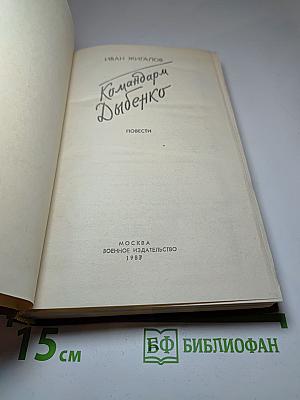 ИВАН ЖИГАЛОВ
Командарм
Дыбенко
ПОВЕСТИ
МОСКВА
ВОЕННОЕ ИЗДАТЕЛЬСТВО
1983
15 см
БФ БИБЛИОФАН